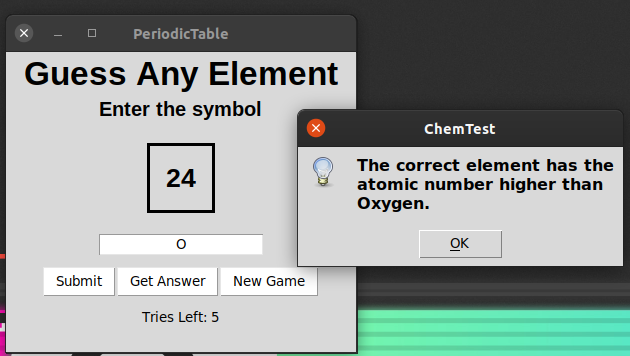 PeriodicTable
Guess Any Element
Enter the symbol
24
O
Submit Get Answer New Game
Tries Left: 5
ChemTest
The correct element has the
atomic number higher than
Oxygen.
OK